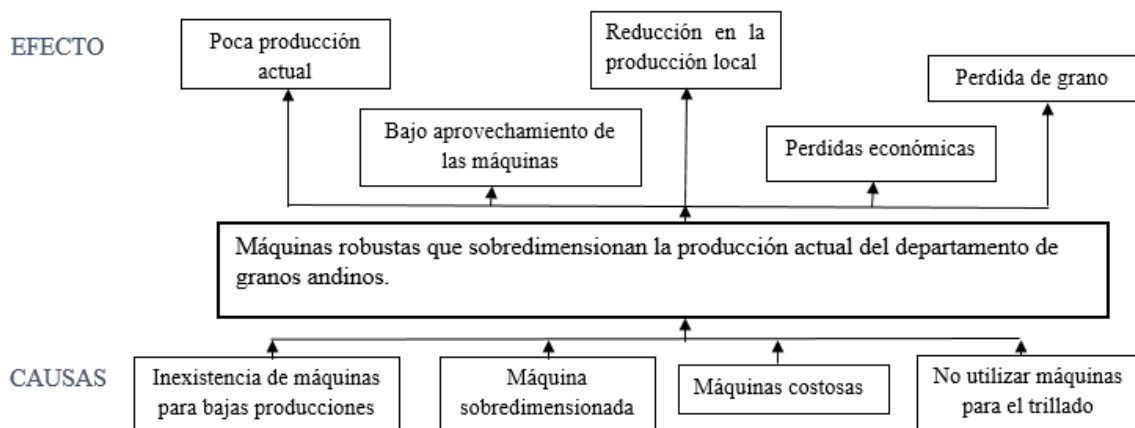 EFECTO
Poca producción
actual
Reducción en la
producción local
Perdida de grano
Bajo aprovechamiento de
las máquinas
Perdidas económicas
Máquinas robustas que sobredimensionan la producción actual del departamento de
granos andinos.
CAUSAS
Inexistencia de máquinas
para bajas producciones
Máquina
sobredimensionada
Máquinas costosas
No utilizar máquinas
para el trillado